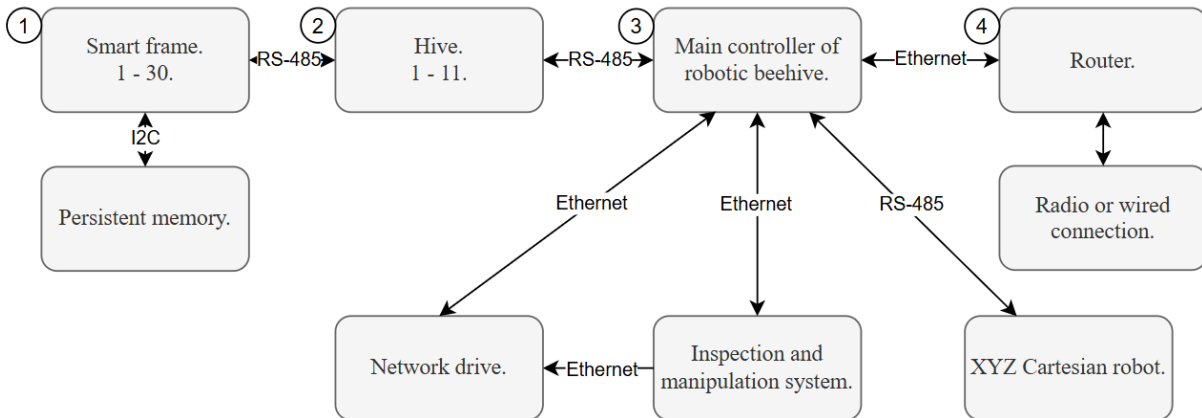 1
Smart frame.
1 - 30.
RS-485
2
Hive.
1 - 11.
RS-485
3
Main controller of
robotic beehive.
Ethernet
4
Router.
I2C
Persistent memory.
Ethernet
Ethernet
RS-485
Radio or wired
connection.
Network drive.
Ethernet
Inspection and
manipulation system.
XYZ Cartesian robot.